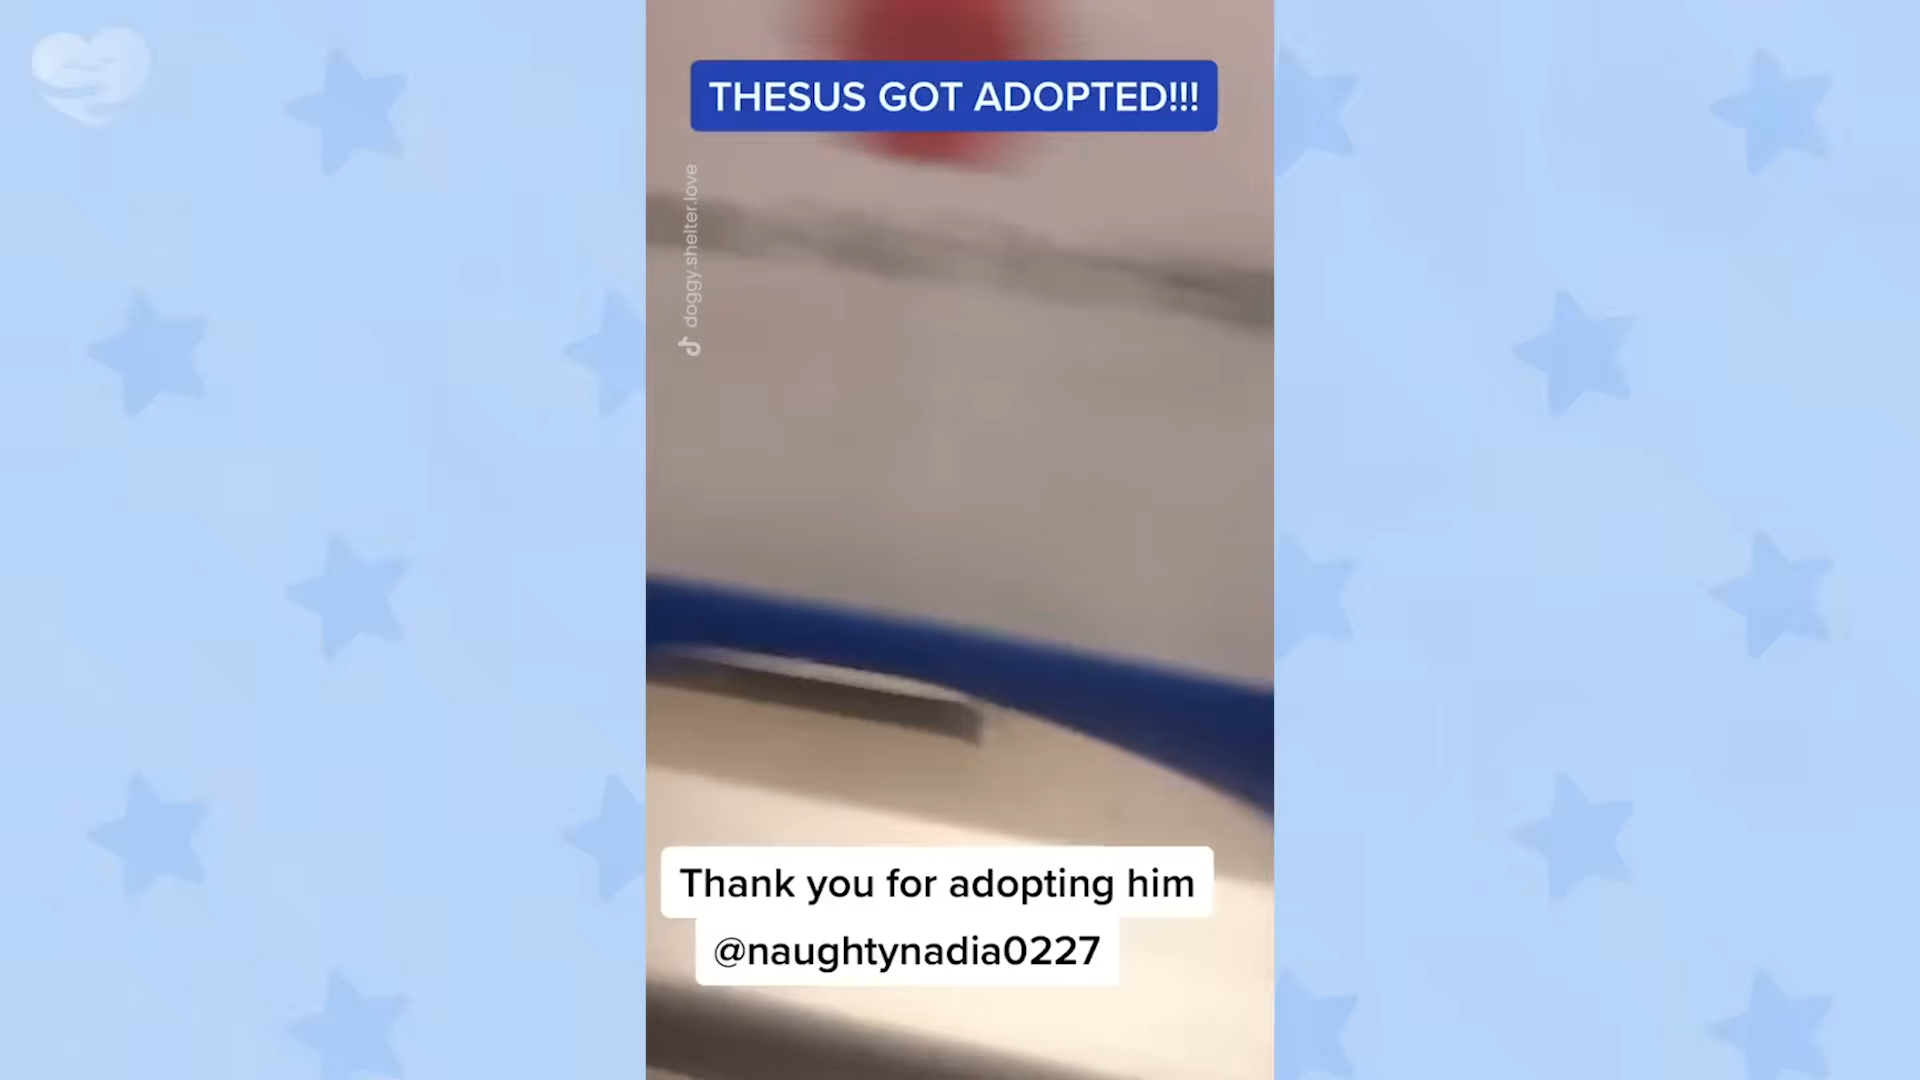 THESUS GOT ADOPTED!!!
doggy.shelter.love
Thank you for adopting him
@naughtynadia0227